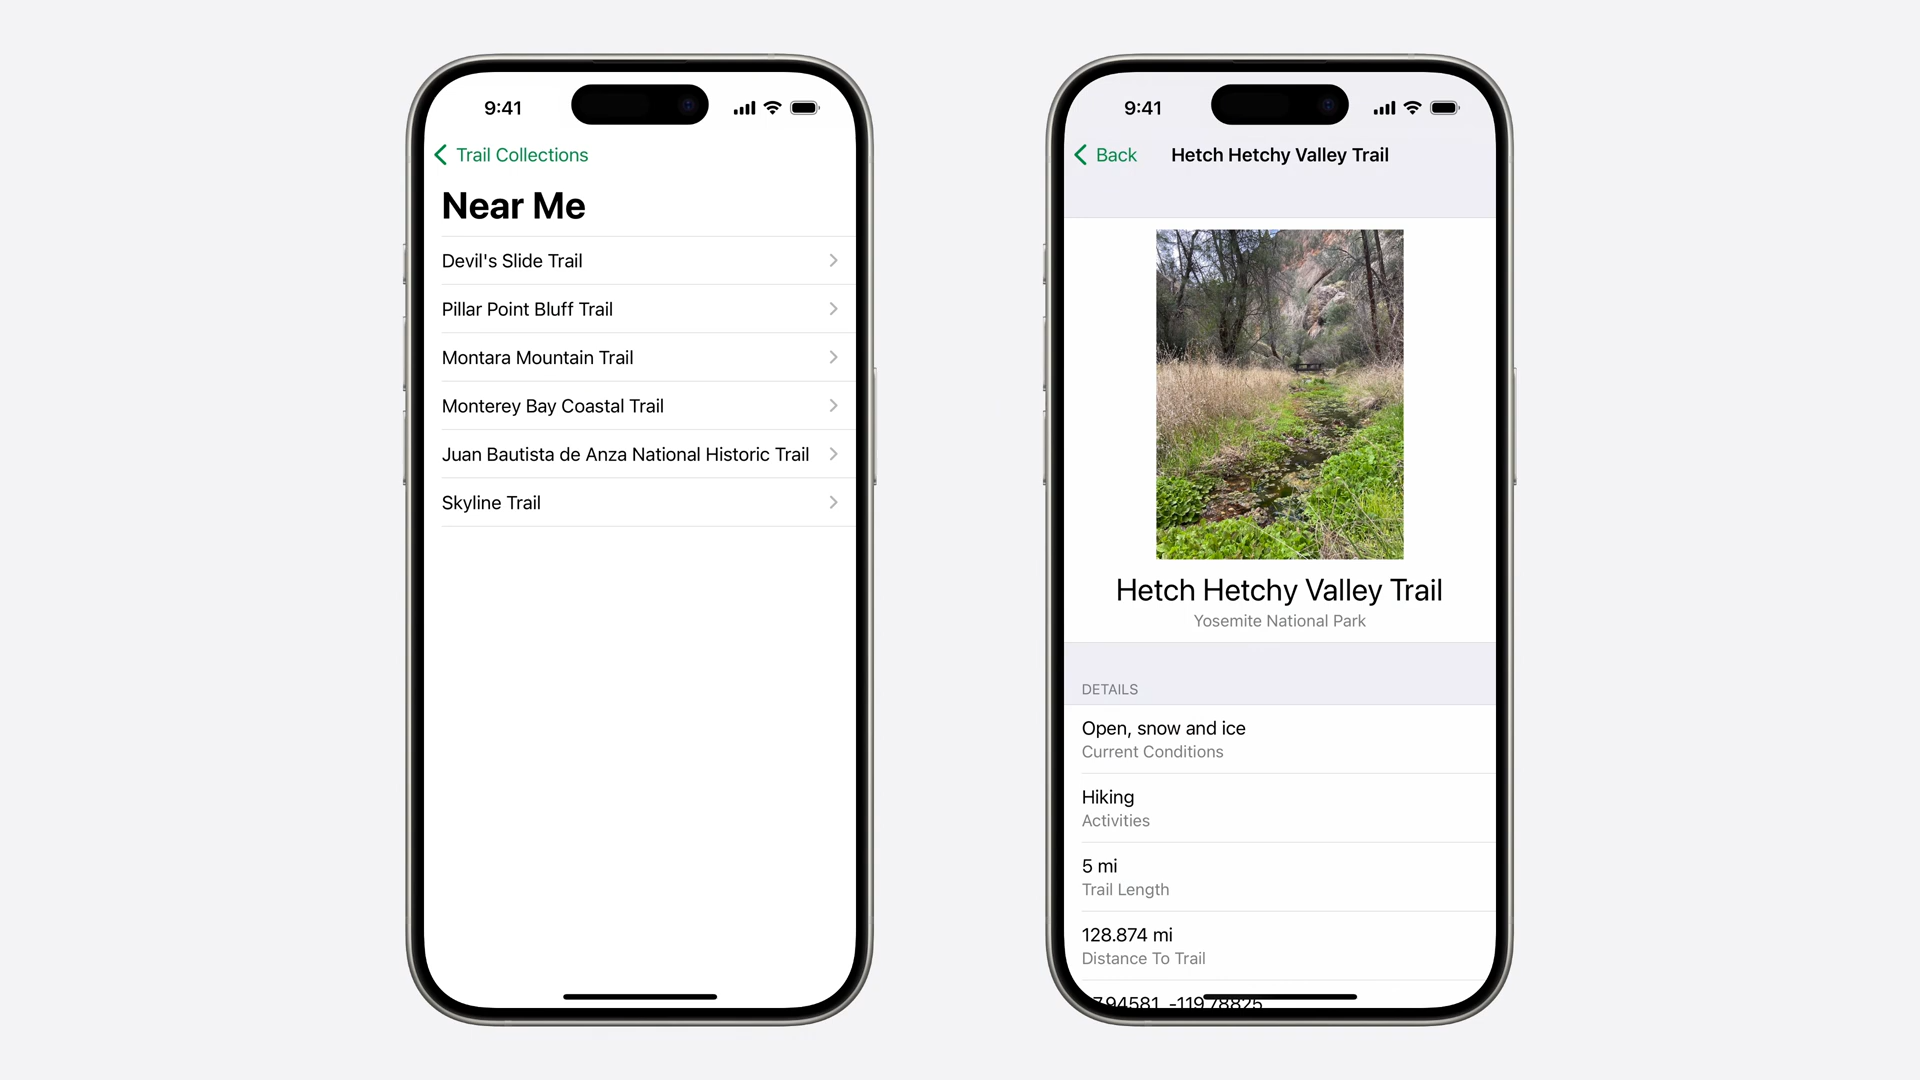 9:41
Trail Collections
Near Me
Devil's Slide Trail
Pillar Point Bluff Trail
Montara Mountain Trail
Monterey Bay Coastal Trail
Juan Bautista de Anza National Historic Trail
Skyline Trail
9:41
Back
Hetch Hetchy Valley Trail
Hetch Hetchy Valley Trail
Yosemite National Park
DETAILS
Open, snow and ice
Current Conditions
Hiking
Activities
5 mi
Trail Length
128.874 mi
Distance To Trail